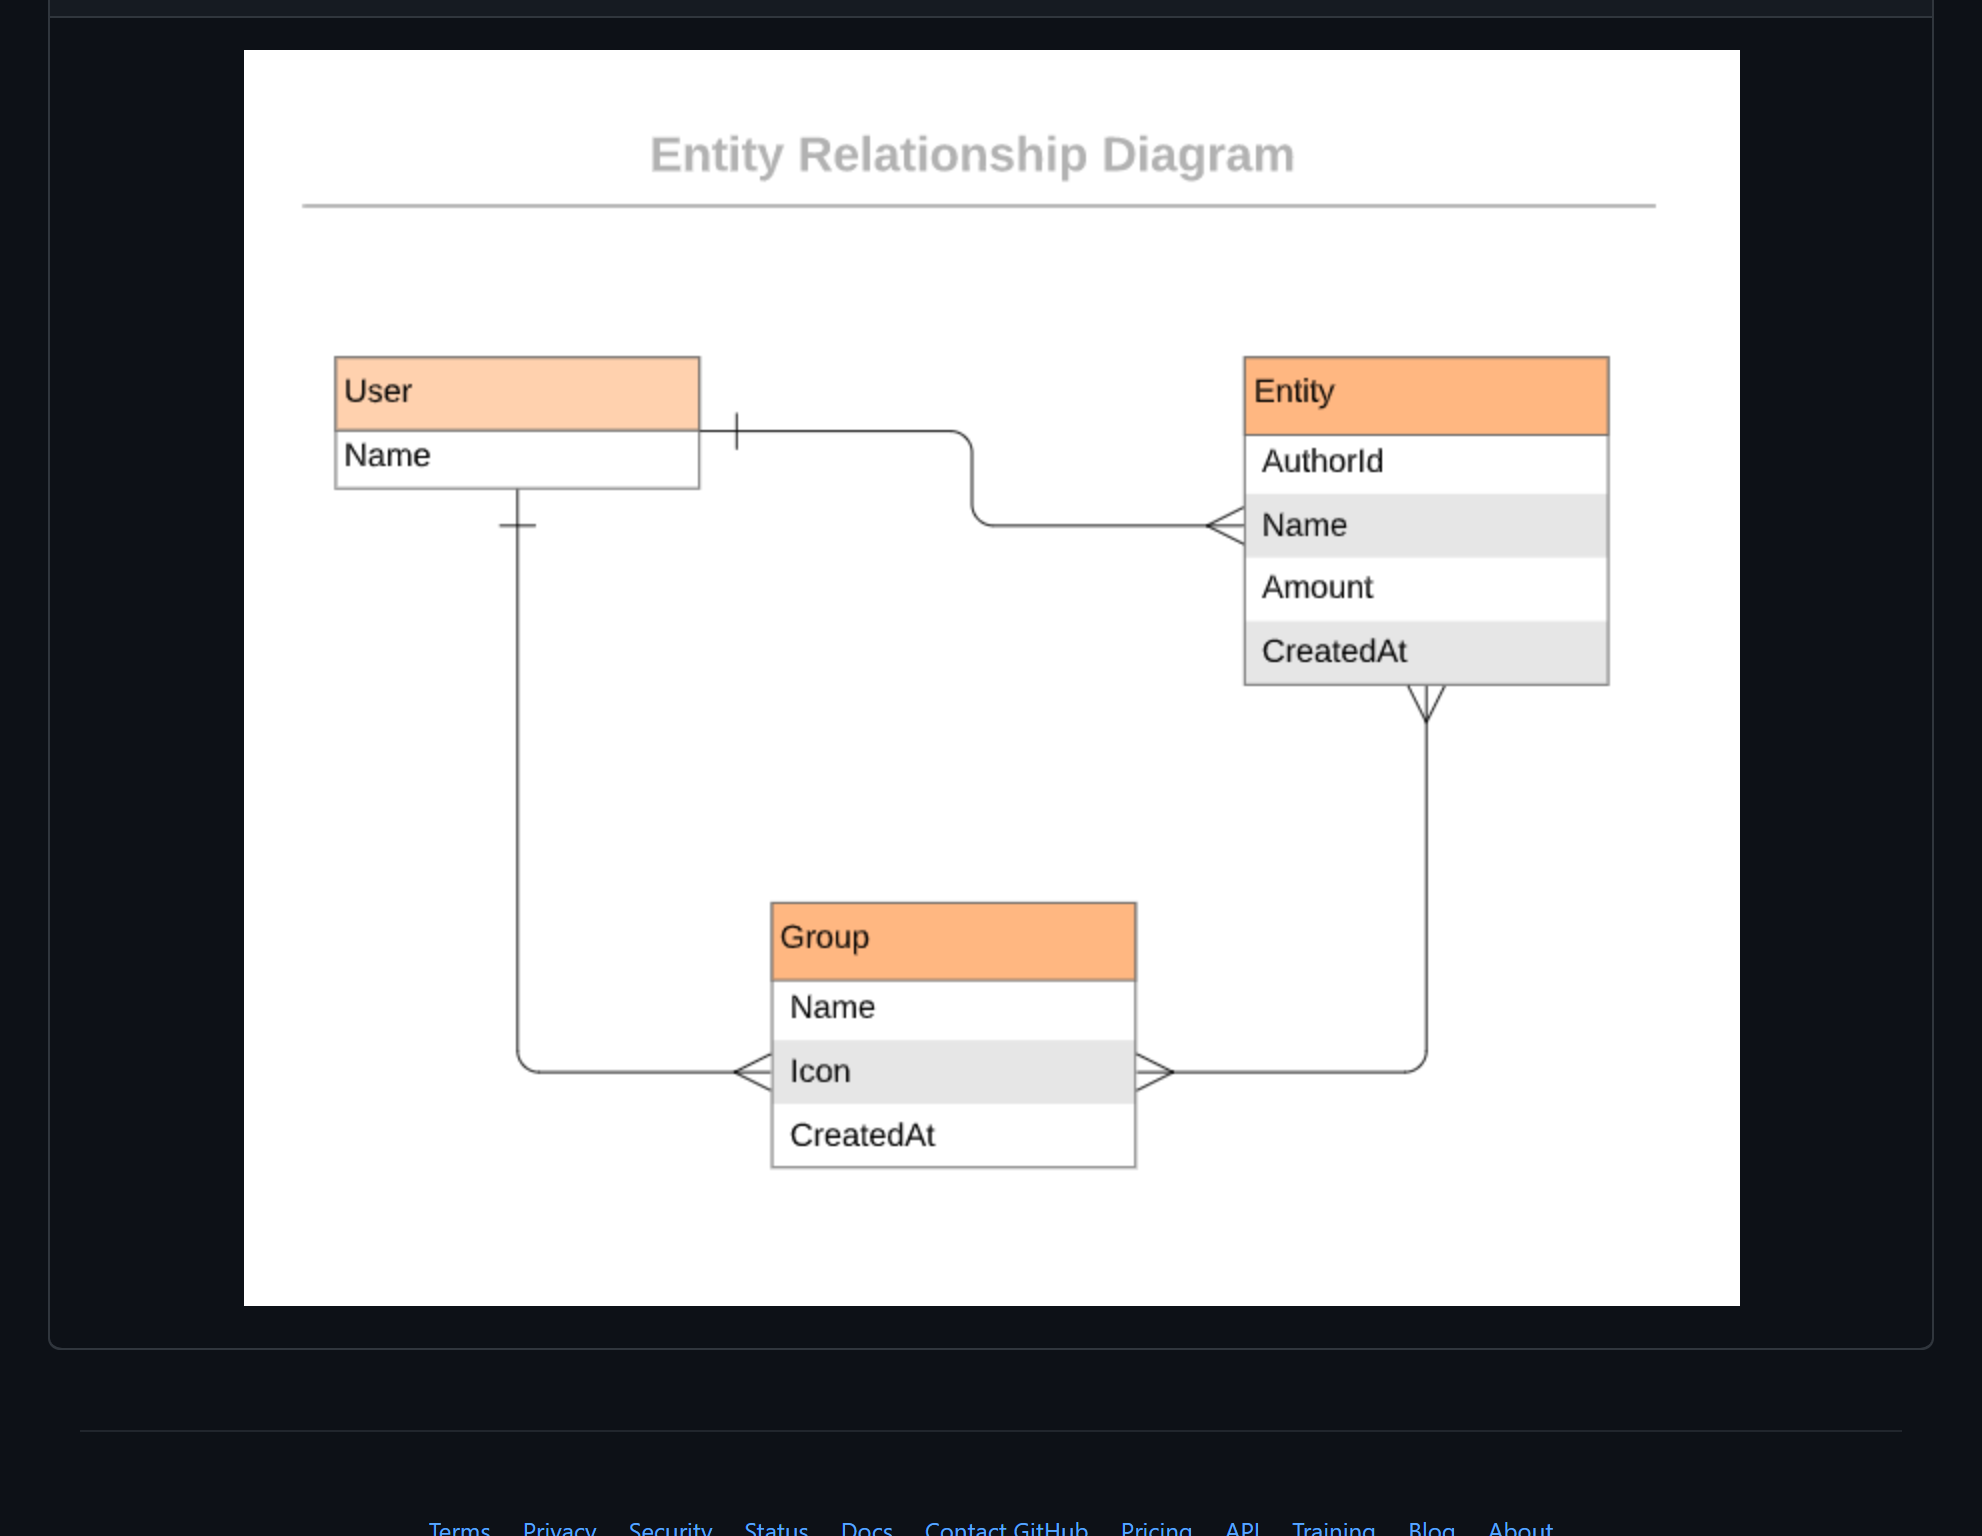 Entity Relationship Diagram
User
Name
Entity
AuthorId
Name
Amount
CreatedAt
Group
Name
Icon
CreatedAt
Terms Privacy Security Status Docs Contact GitHub Pricing API Training Blog About